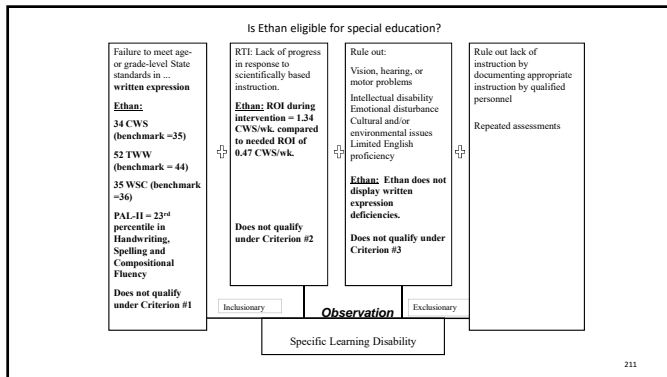 Is Ethan eligible for special education?
Failure to meet age-
or grade-level State
standards in ...
written expression
Ethan:
34 CWS
(benchmark =35)
52 TWW
(benchmark = 44)
35 WSC (benchmark
=36)
PAL-II = 23rd
percentile in
Handwriting,
Spelling and
Compositional
Fluency
Does not qualify
under Criterion #1
RTI: Lack of progress
in response to
scientifically based
instruction.
Ethan: ROI during
intervention = 1.34
CWS/wk. compared
to needed ROI of
0.47 CWS/wk.
Does not qualify
under Criterion #2
Rule out:
Vision, hearing, or
motor problems
Intellectual disability
Emotional disturbance
Cultural and/or
environmental issues
Limited English
proficiency
Ethan: Ethan does not
display written
expression
deficiencies.
Does not qualify under
Criterion #3
Rule out lack of
instruction by
documenting appropriate
instruction by qualified
personnel
Repeated assessments
Inclusionary
Observation
Exclusionary
Specific Learning Disability
211